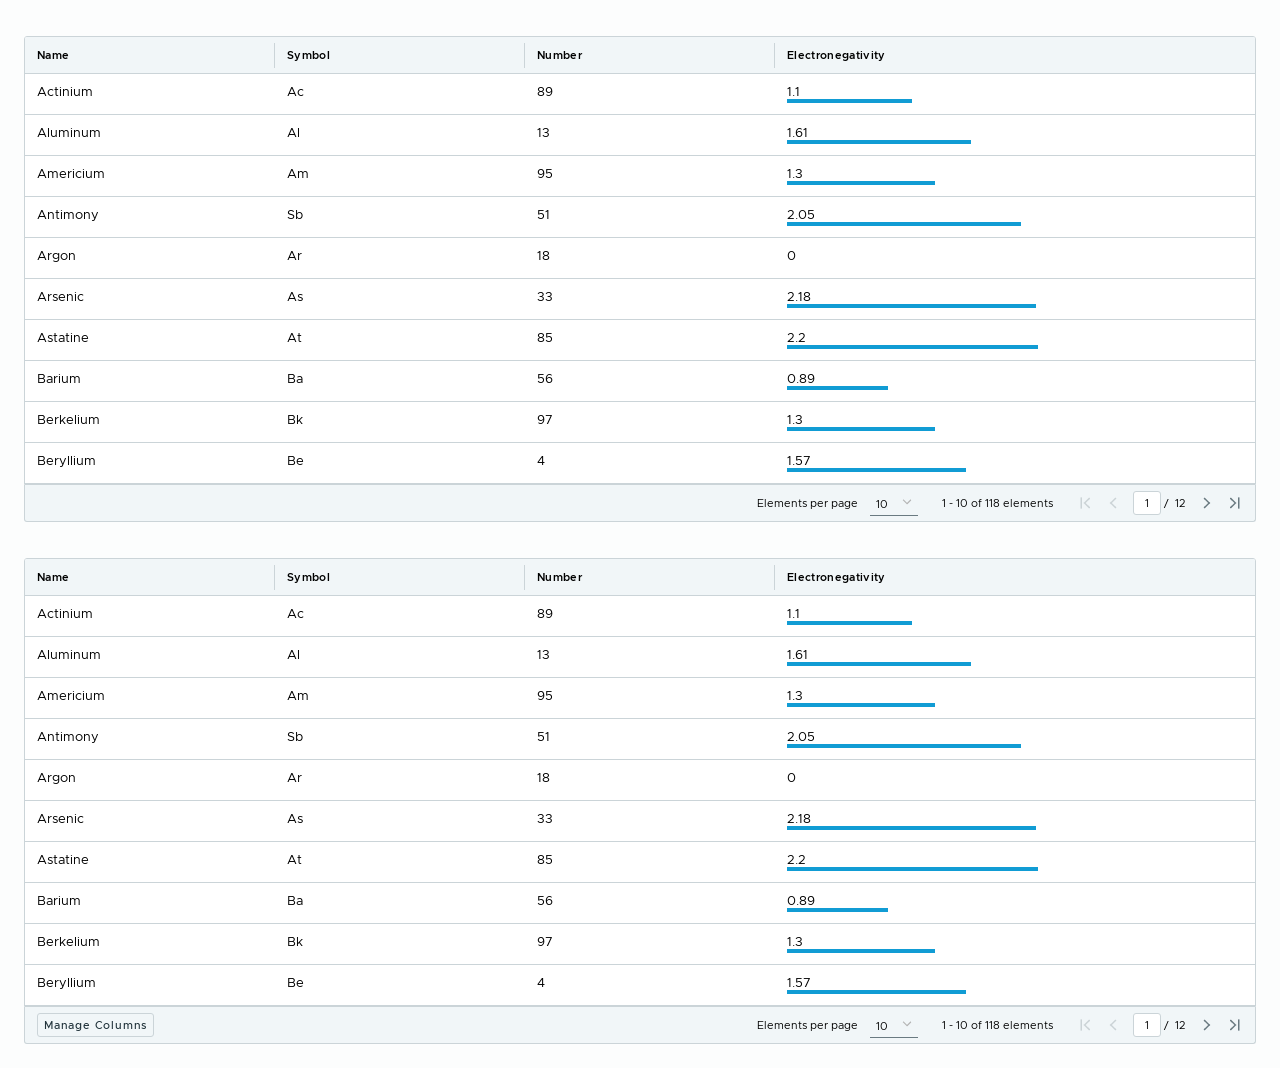 Name Symbol Number Electronegativity
Actinium Ac 89 1.1
Aluminum Al 13 1.61
Americium Am 95 1.3
Antimony Sb 51 2.05
Argon Ar 18 0
Arsenic As 33 2.18
Astatine At 85 2.2
Barium Ba 56 0.89
Berkelium Bk 97 1.3
Beryllium Be 4 1.57
Elements per page 10 1 - 10 of 118 elements 1 / 12
Name Symbol Number Electronegativity
Actinium Ac 89 1.1
Aluminum Al 13 1.61
Americium Am 95 1.3
Antimony Sb 51 2.05
Argon Ar 18 0
Arsenic As 33 2.18
Astatine At 85 2.2
Barium Ba 56 0.89
Berkelium Bk 97 1.3
Beryllium Be 4 1.57
Manage Columns Elements per page 10 1 - 10 of 118 elements 1 / 12